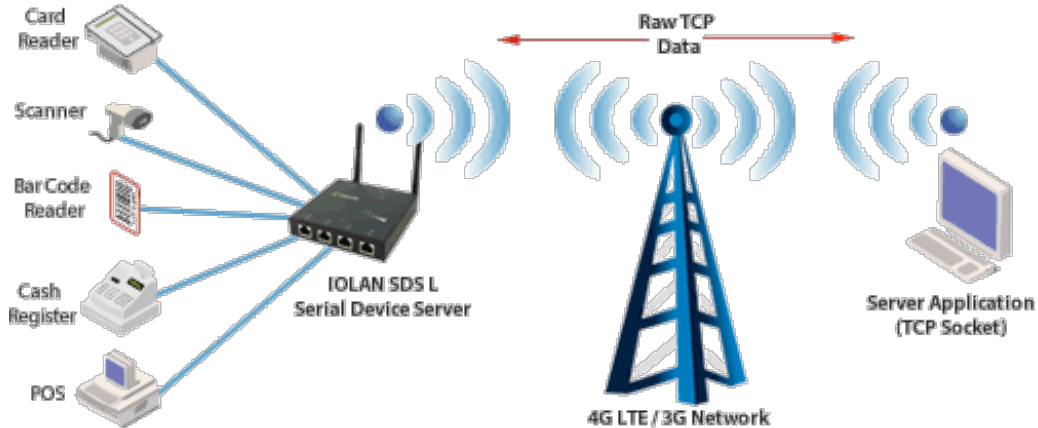 Card
Reader
Scanner
Bar Code
Reader
Cash
Register
POS
IOLAN SDS L
Serial Device Server
Raw TCP
Data
4G LTE / 3G Network
Server Application
(TCP Socket)